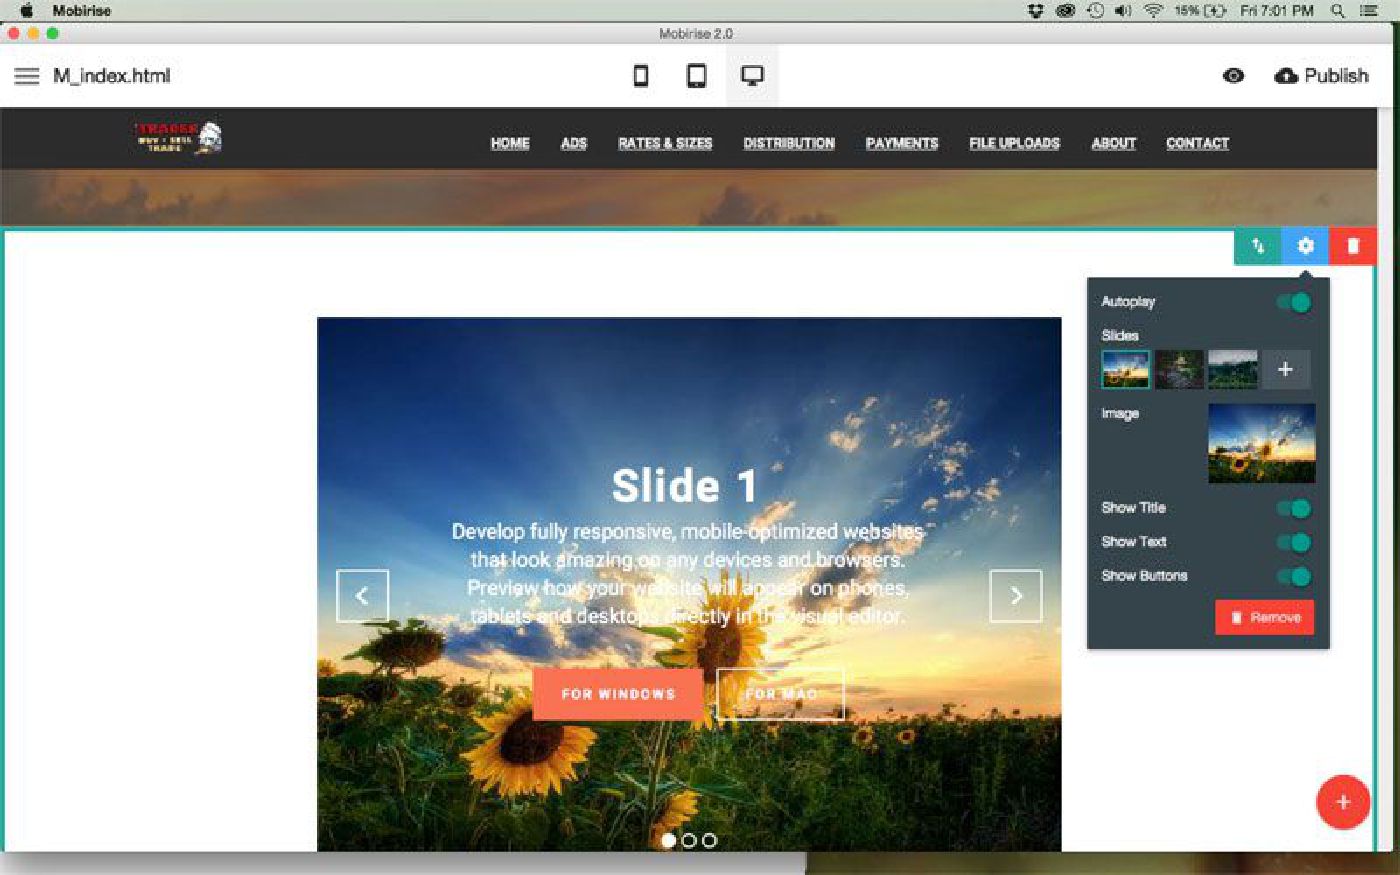 Mobirise
15% Fri 7:01 PM
Mobirise 2.0
M_index.html
Publish
TRADER
BUY • SELL
TRADE
HOME ADS RATES & SIZES DISTRIBUTION PAYMENTS FILE UPLOADS ABOUT CONTACT
Autoplay
Slides
Image
Show Title
Show Text
Show Buttons
Remove
Slide 1
Develop fully responsive, mobile-optimized websites
that look amazing on any devices and browsers.
Preview how your website will appear on phones,
tablets and desktops directly in the visual editor.
FOR WINDOWS FOR MAC